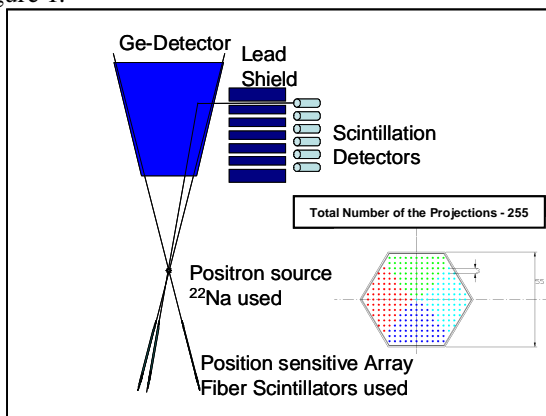 Ge-Detector
Lead
Shield
Scintillation
Detectors
Total Number of the Projections - 255
Positron source
²²Na used
Position sensitive Array
Fiber Scintillators used